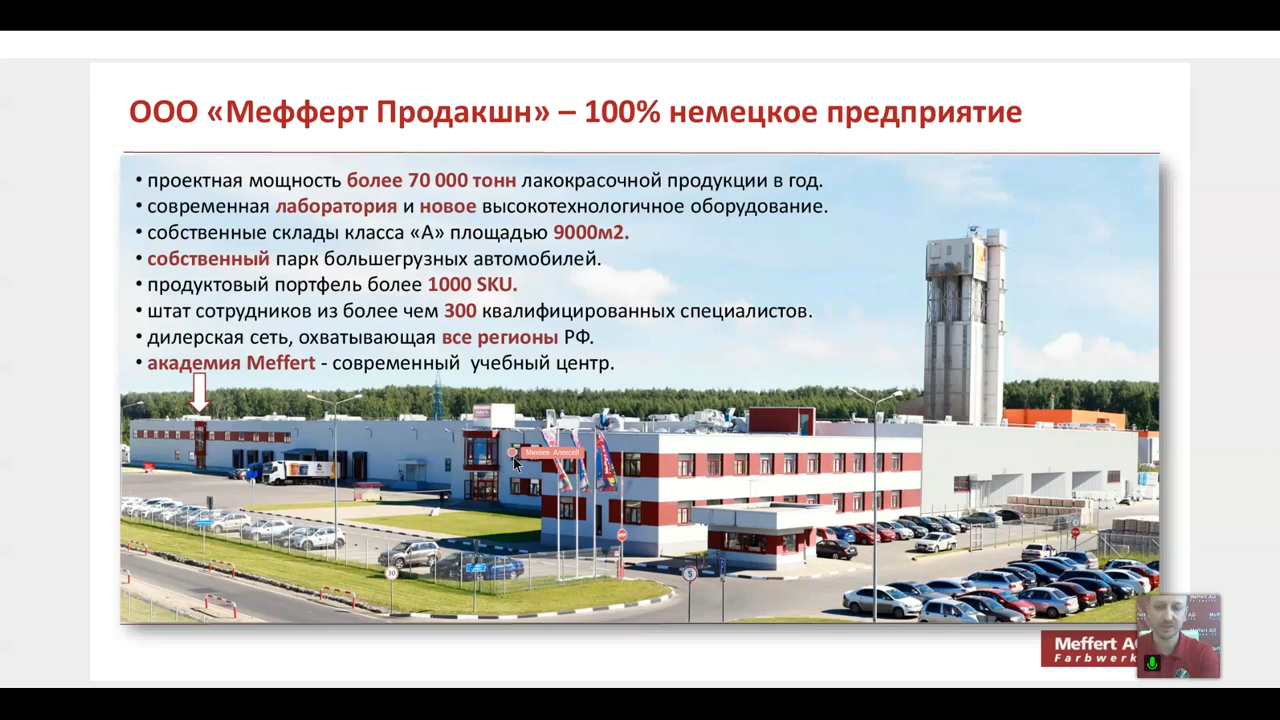 ООО «Мефферт Продакшн» – 100% немецкое предприятие
• проектная мощность более 70 000 тонн лакокрасочной продукции в год.
• современная лаборатория и новое высокотехнологичное оборудование.
• собственные склады класса «А» площадью 9000м2.
• собственный парк большегрузных автомобилей.
• продуктовый портфель более 1000 SKU.
• штат сотрудников из более чем 300 квалифицированных специалистов.
• дилерская сеть, охватывающая все регионы РФ.
• академия Meffert - современный учебный центр.
Михеев Алексей
5
Meffert A
Farbwerk